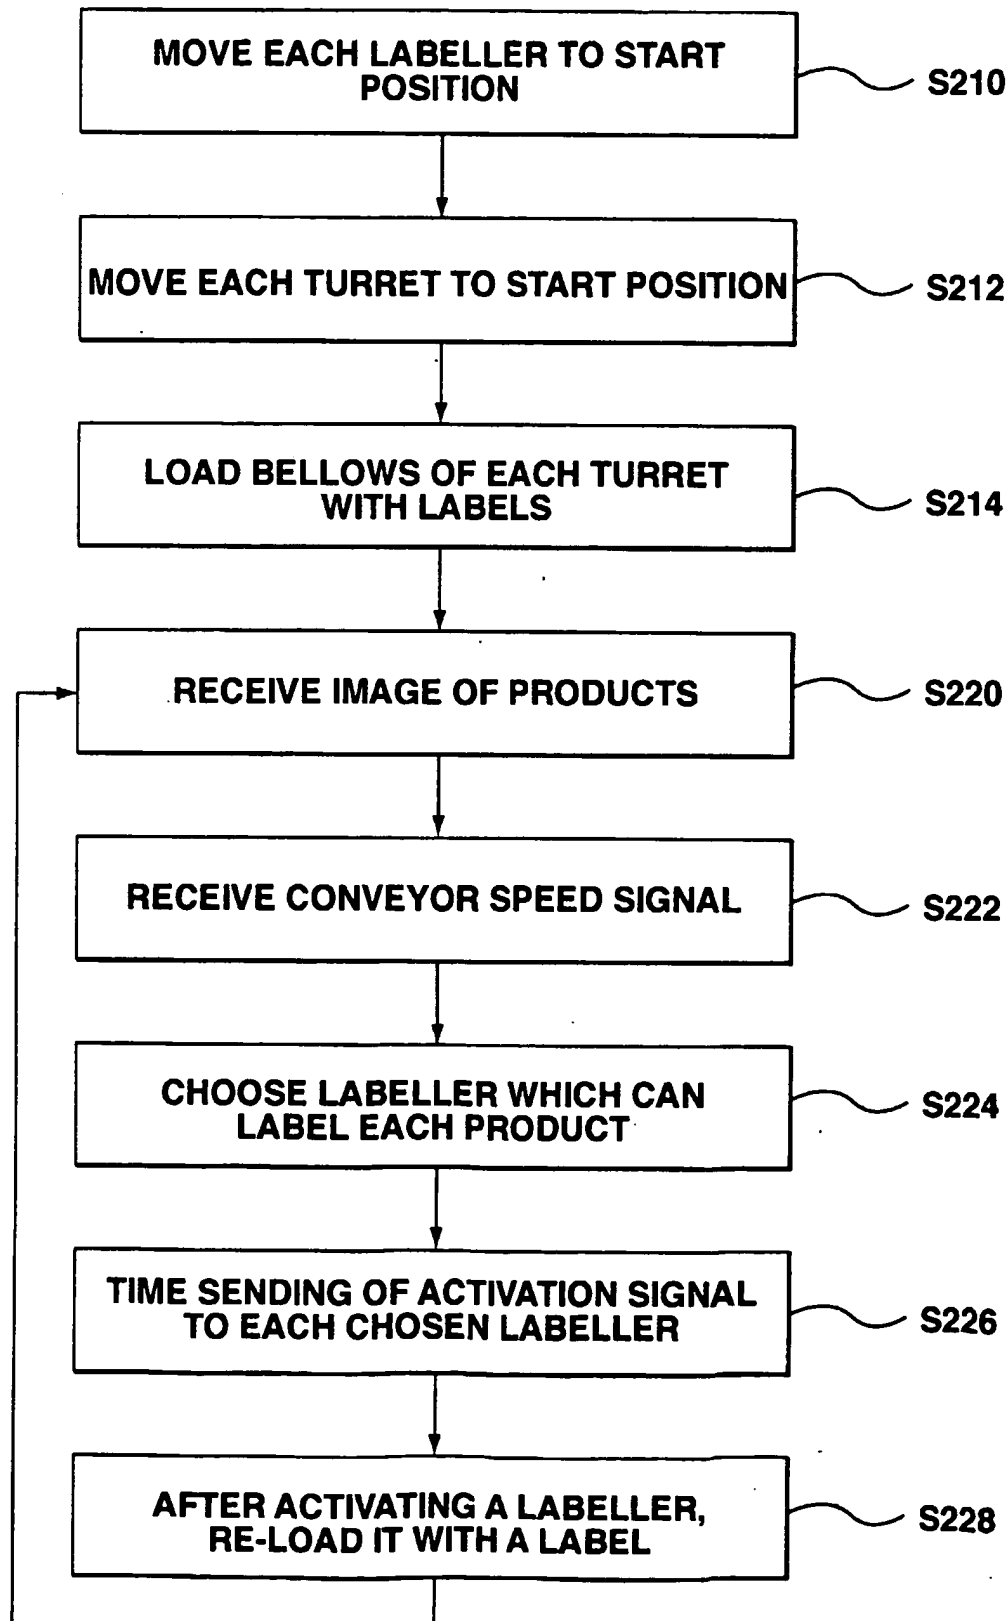 MOVE EACH LABELLER TO START
POSITION
S210
MOVE EACH TURRET TO START POSITION
S212
LOAD BELLOWS OF EACH TURRET
WITH LABELS
S214
RECEIVE IMAGE OF PRODUCTS
S220
RECEIVE CONVEYOR SPEED SIGNAL
S222
CHOOSE LABELLER WHICH CAN
LABEL EACH PRODUCT
S224
TIME SENDING OF ACTIVATION SIGNAL
TO EACH CHOSEN LABELLER
S226
AFTER ACTIVATING A LABELLER,
RE-LOAD IT WITH A LABEL
S228